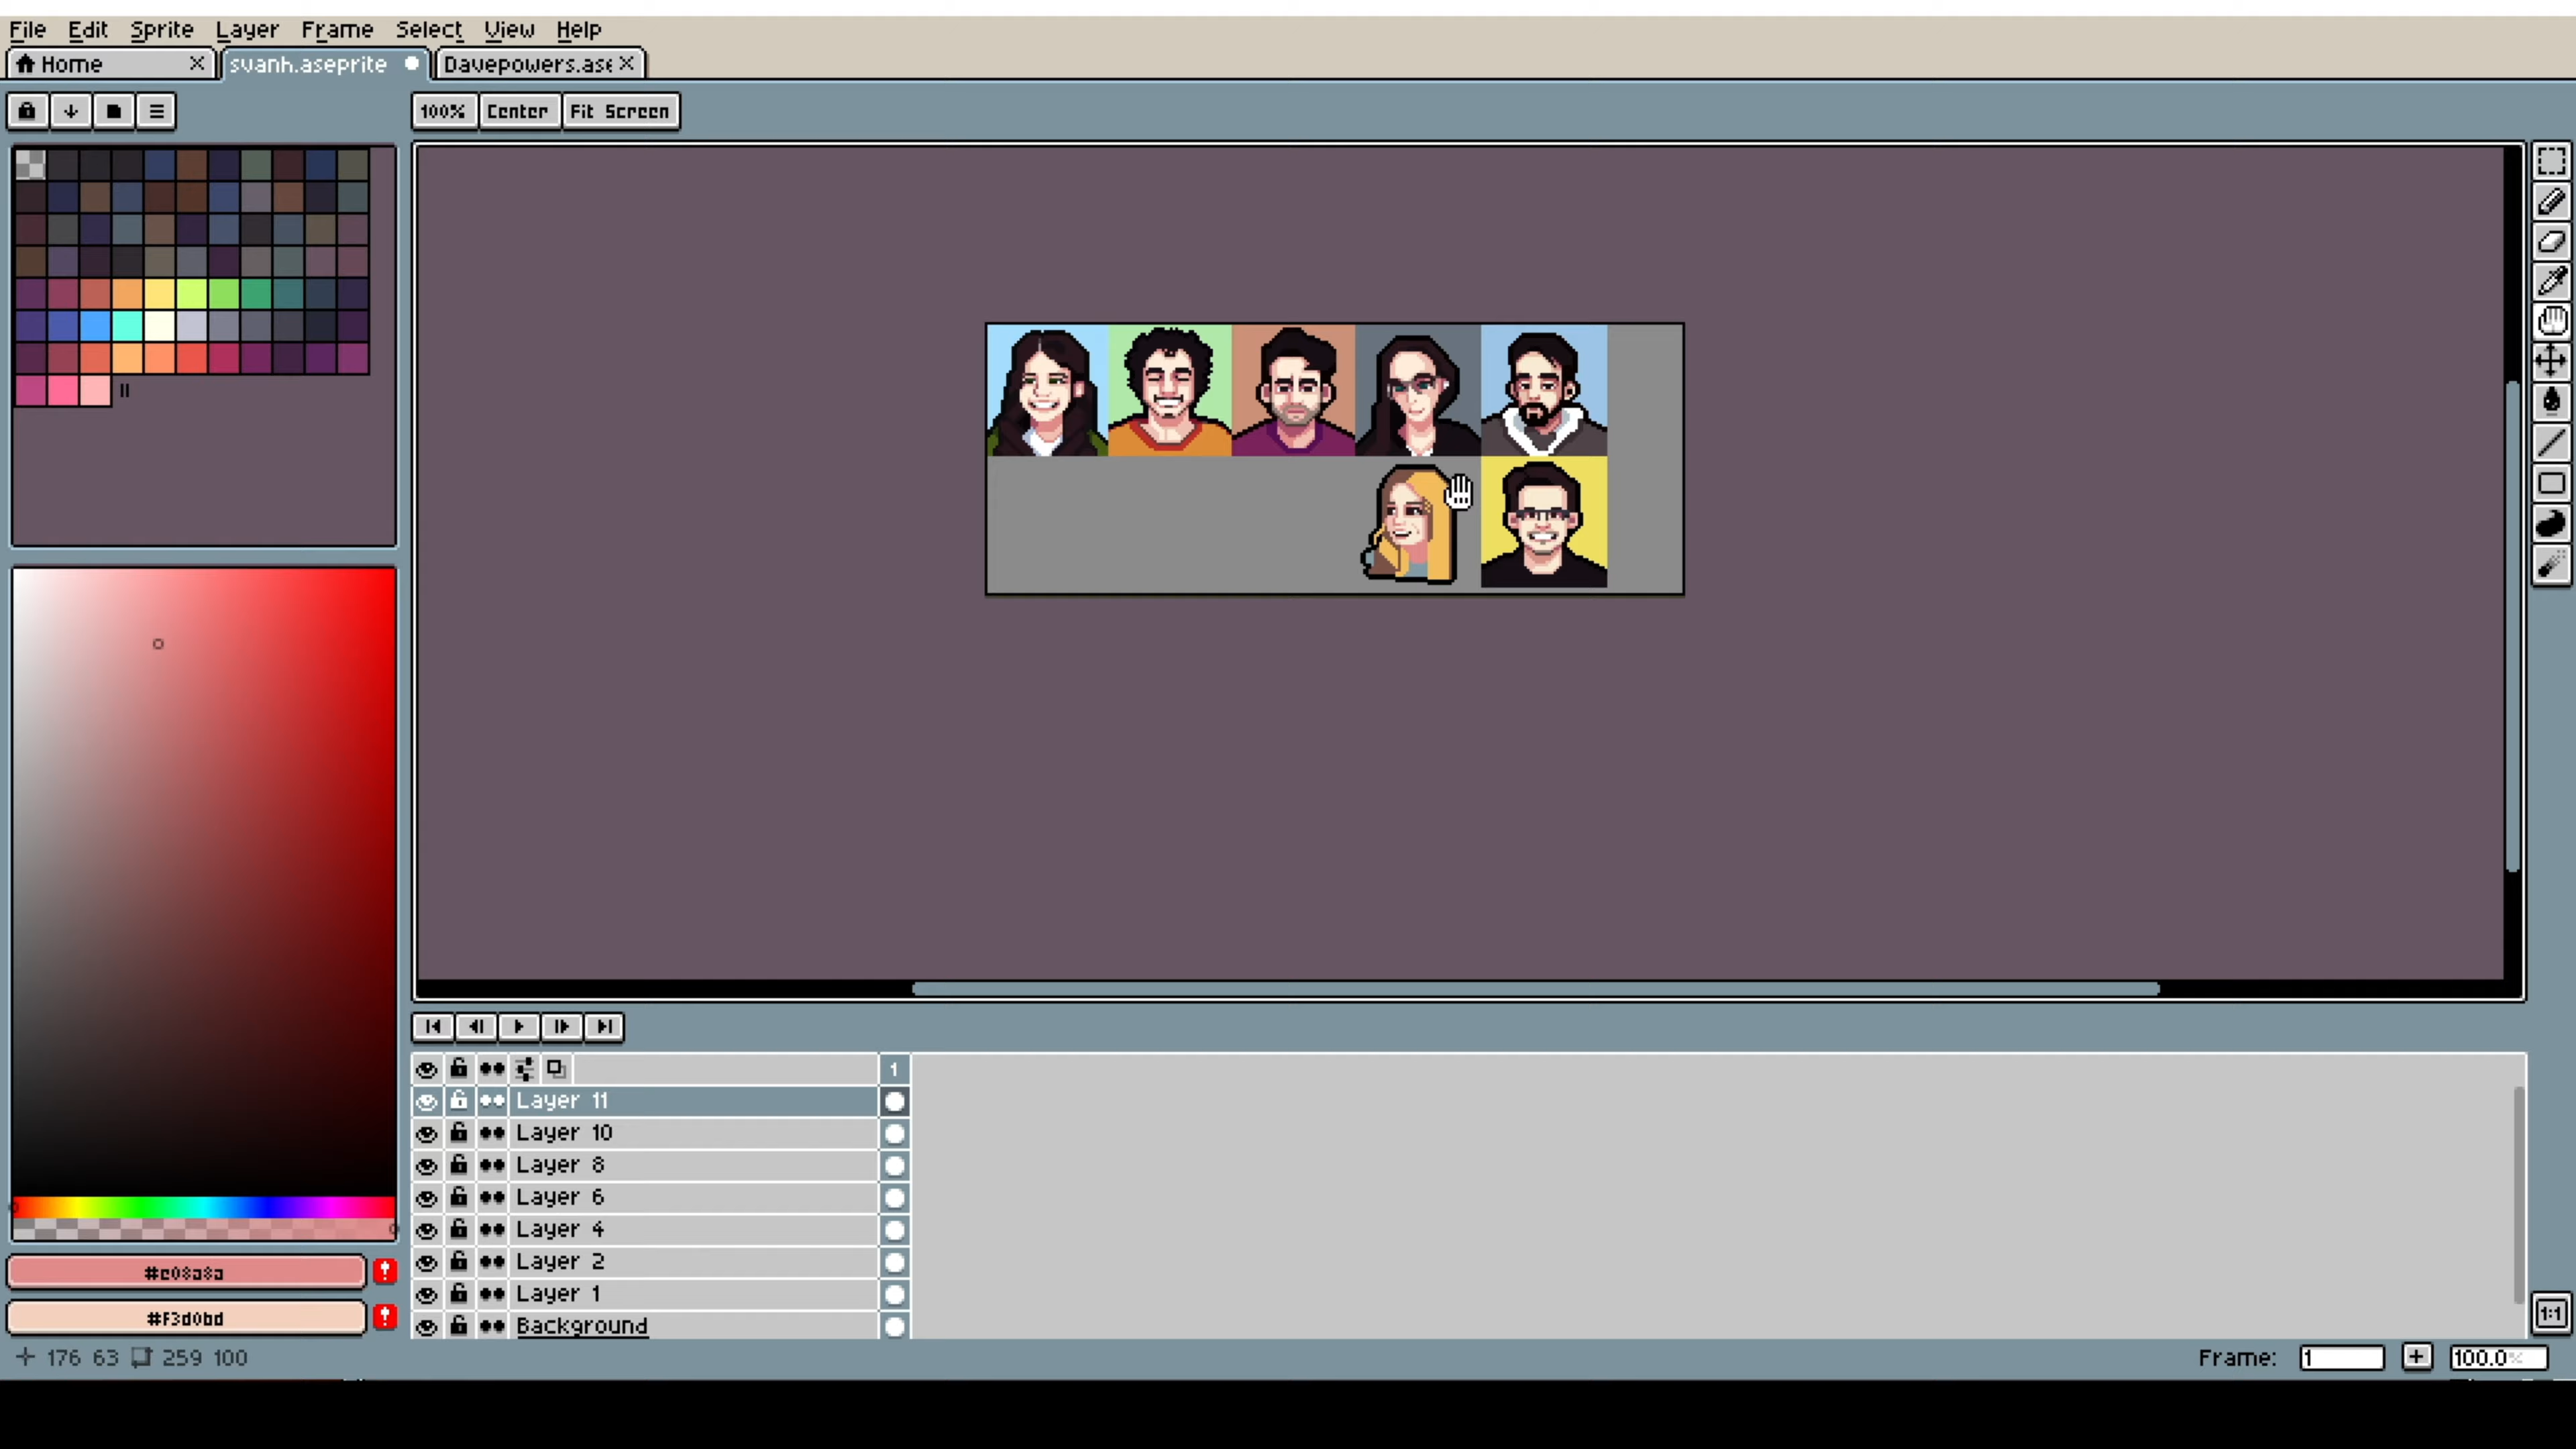 File Edit Sprite Layer Frame Select View Help
Home svanh.aseprite Davepowers.ase
100% Center Fit Screen
1
Layer 11
Layer 10
Layer 8
Layer 6
Layer 4
Layer 2
Layer 1
Background
#e08a8a
#f3d0bd
176 63 259 100
Frame: 1 + 100.0%
1:1